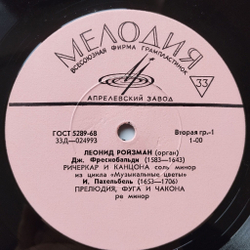 МЕЛОДИЯ
ВСЕСОЮЗНАЯ ФИРМА ГРАМПЛАСТИНОК
33
АПРЕЛЕВСКИЙ ЗАВОД
ГОСТ 5289-68
Вторая гр.-1
33Д—024993
1-00
ЛЕОНИД РОЙЗМАН (орган)
Дж. Фрескобальди (1583—1643)
РИЧЕРКАР И КАНЦОНА соль минор
из цикла «Музыкальные цветы»
И. Пахельбель (1653—1706)
ПРЕЛЮДИЯ, ФУГА И ЧАКОНА
ре минор